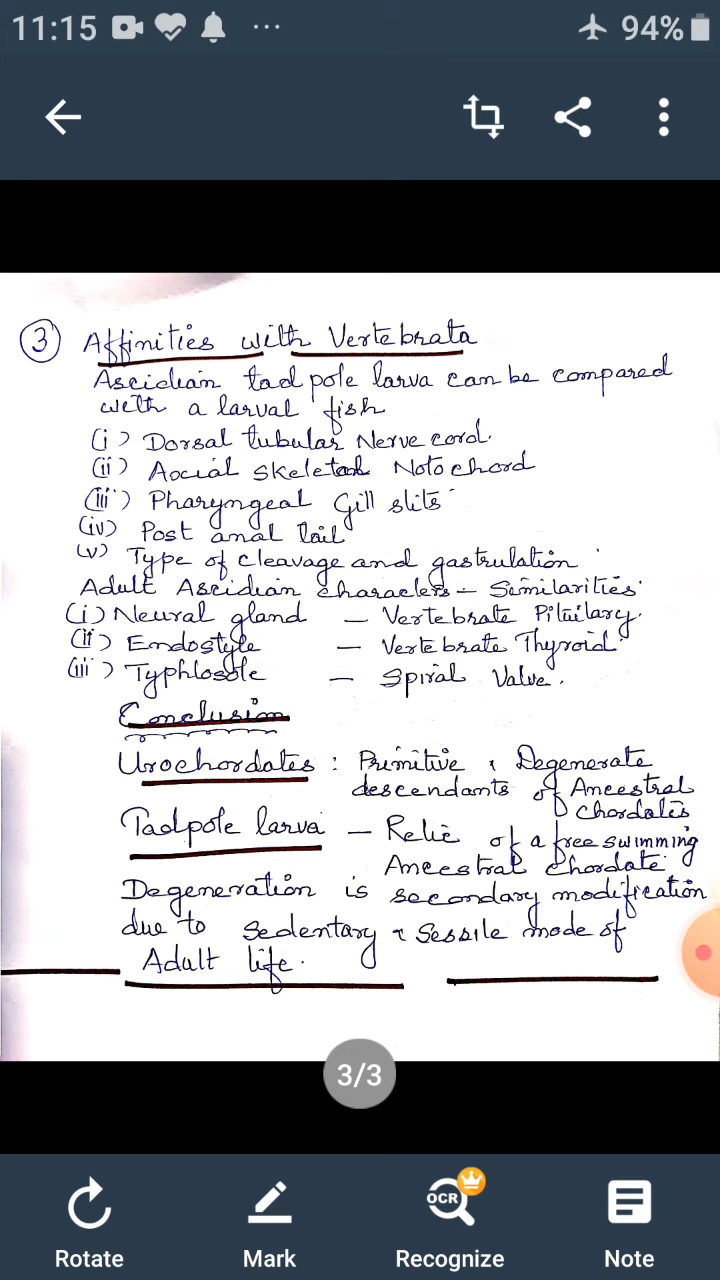 11:15 ... 94%
③ Affinities with Vertebrata
Ascidian tad pole larva can be compared
with a larval fish
(i) Dorsal tubular Nerve cord.
(ii) Axcial skeletal Notochord
(iii) Pharyngeal Gill slits
(iv) Post anal tail
(v) Type of cleavage and gastrulation
Adult Ascidian characters - Similarities
(i) Neural gland — Vertebrate Pituitary.
(ii) Endostyle — Vertebrate Thyroid
(iii) Typhlosole — Spiral Valve.
Conclusion
Urochordates : Primitive & Degenerate
descendants of Ancestral
Chordates
Tadpole larva — Relic of a free swimming
Ancestral Chordate
Degeneration is secondary modification
due to Sedentary & Sessile mode of
Adult life.
3/3
OCR
Rotate Mark Recognize Note